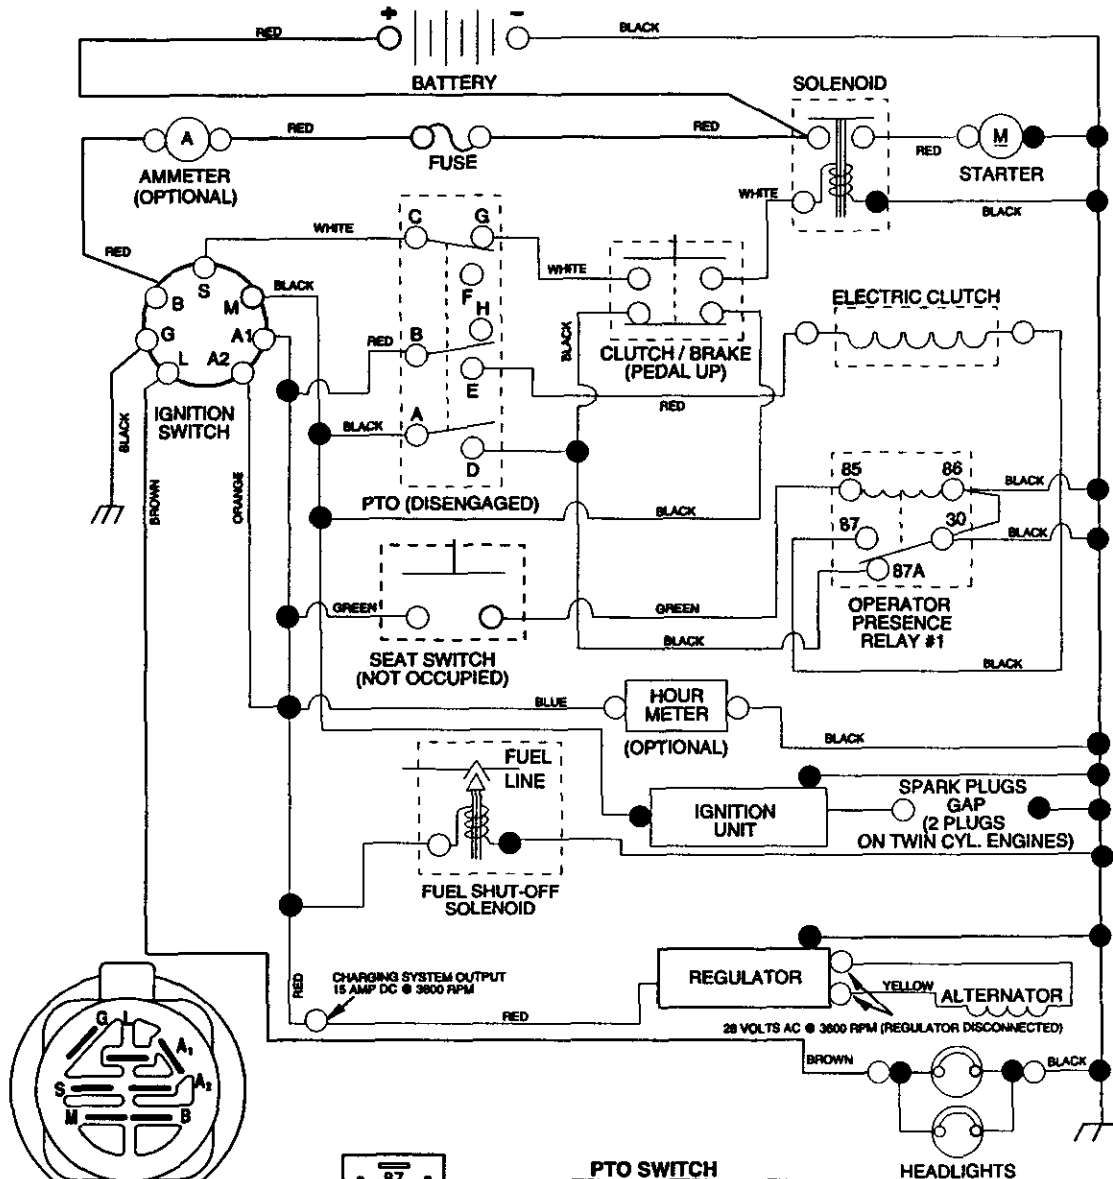 + -
RED
BLACK
BATTERY
SOLENOID
A
RED
RED
RED
M
AMMETER
(OPTIONAL)
FUSE
STARTER
WHITE
BLACK
C G
WHITE
RED
S
BLACK
WHITE
F
B M
H
ELECTRIC CLUTCH
G A1
RED
B
BLACK
CLUTCH / BRAKE
(PEDAL UP)
L A2
E
RED
IGNITION
SWITCH
BLACK
A
BLACK
D
85 86
BLACK
BROWN
ORANGE
PTO (DISENGAGED)
BLACK
87 30
BLACK
87A
GREEN
GREEN
OPERATOR
PRESENCE
RELAY #1
BLACK
BLACK
SEAT SWITCH
(NOT OCCUPIED)
BLUE
HOUR
METER
(OPTIONAL)
BLACK
FUEL
LINE
IGNITION
UNIT
SPARK PLUGS
GAP
(2 PLUGS
ON TWIN CYL. ENGINES)
FUEL SHUT-OFF
SOLENOID
RED
CHARGING SYSTEM OUTPUT
15 AMP DC @ 3600 RPM
REGULATOR
YELLOW
ALTERNATOR
RED
28 VOLTS AC @ 3600 RPM (REGULATOR DISCONNECTED)
G L
A1
S A2
M B
BROWN
BLACK
HEADLIGHTS
87
PTO SWITCH